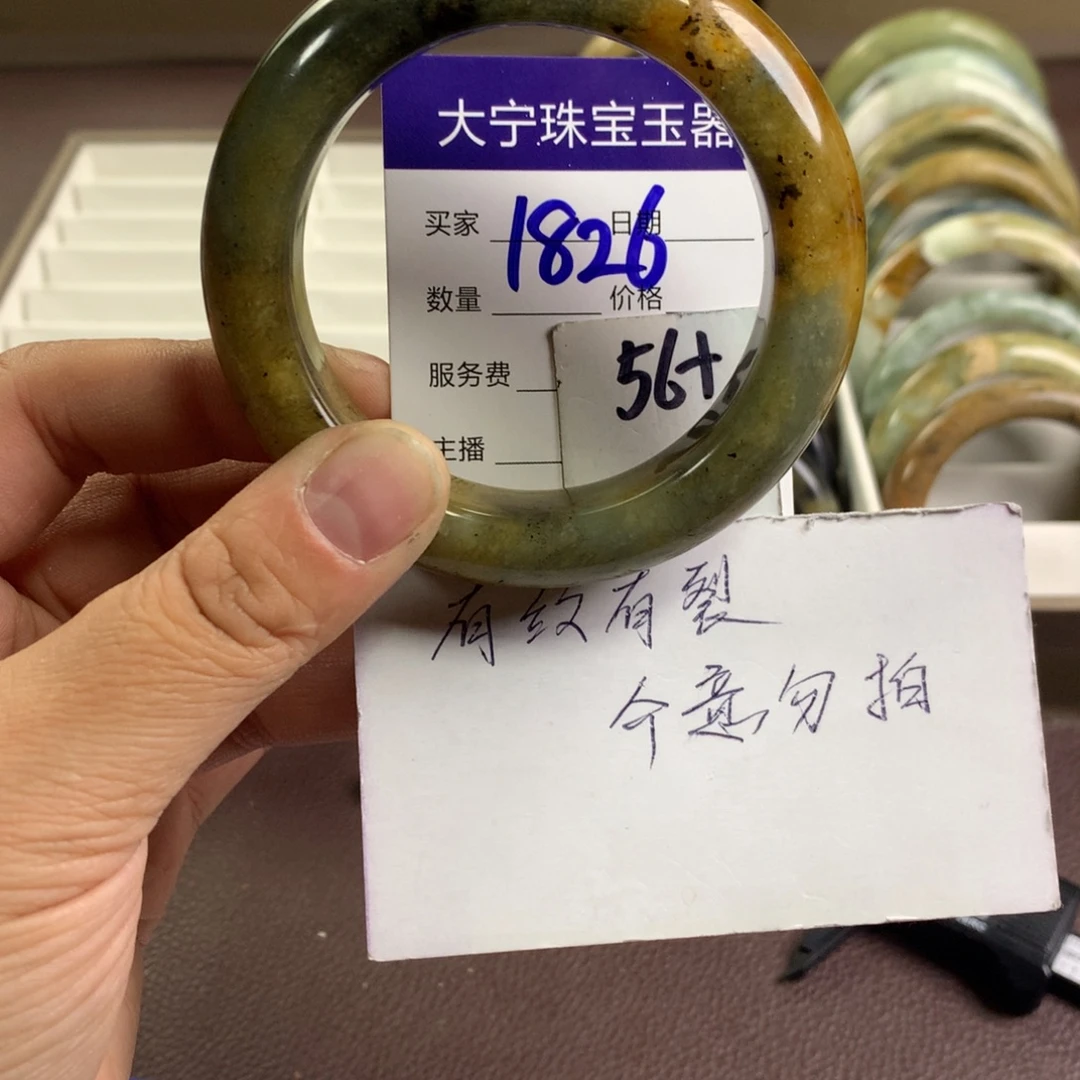 大宁珠宝玉器
买家 1826 日期
数量 价格
56+
服务费
主播
有纹有裂
介意勿拍